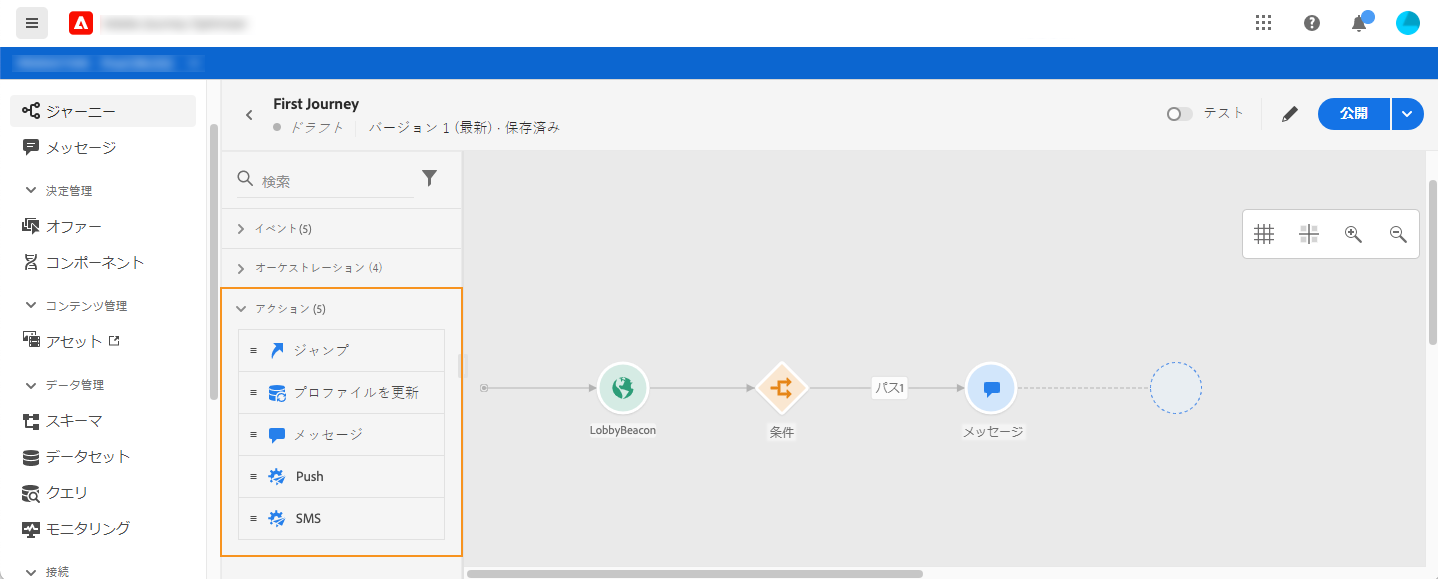 First Journey
ドラフト バージョン 1 (最新)・保存済み
テスト
公開
ジャーニー
メッセージ
決定管理
オファー
コンポーネント
コンテンツ管理
アセット
データ管理
スキーマ
データセット
クエリ
モニタリング
接続
検索
イベント(5)
オーケストレーション (4)
アクション (5)
ジャンプ
プロファイルを更新
メッセージ
Push
SMS
LobbyBeacon
条件
パス1
メッセージ